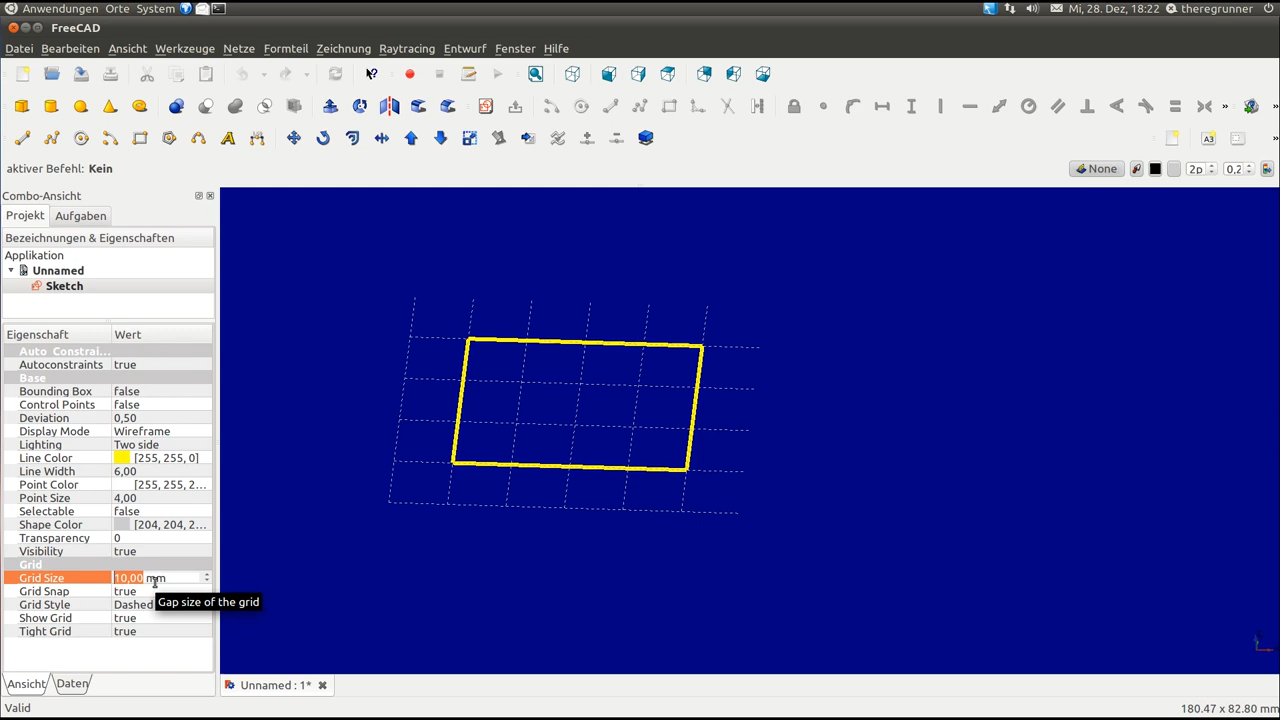 Anwendungen Orte System Mi, 28. Dez, 18:22 theregrunner
FreeCAD
Datei Bearbeiten Ansicht Werkzeuge Netze Formteil Zeichnung Raytracing Entwurf Fenster Hilfe
A A3
aktiver Befehl: Kein None 2p 0,2
Combo-Ansicht
Projekt Aufgaben
Bezeichnungen & Eigenschaften
Applikation
Unnamed
Sketch
Eigenschaft Wert
Auto Constrai...
Autoconstraints true
Base
Bounding Box false
Control Points false
Deviation 0,50
Display Mode Wireframe
Lighting Two side
Line Color [255, 255, 0]
Line Width 6,00
Point Color [255, 255, 2...
Point Size 4,00
Selectable false
Shape Color [204, 204, 2...
Transparency 0
Visibility true
Grid
Grid Size 10,00 mm
Grid Snap true
Grid Style Dashed
Gap size of the grid
Show Grid true
Tight Grid true
Ansicht Daten
Unnamed : 1*
Valid 180.47 x 82.80 mm